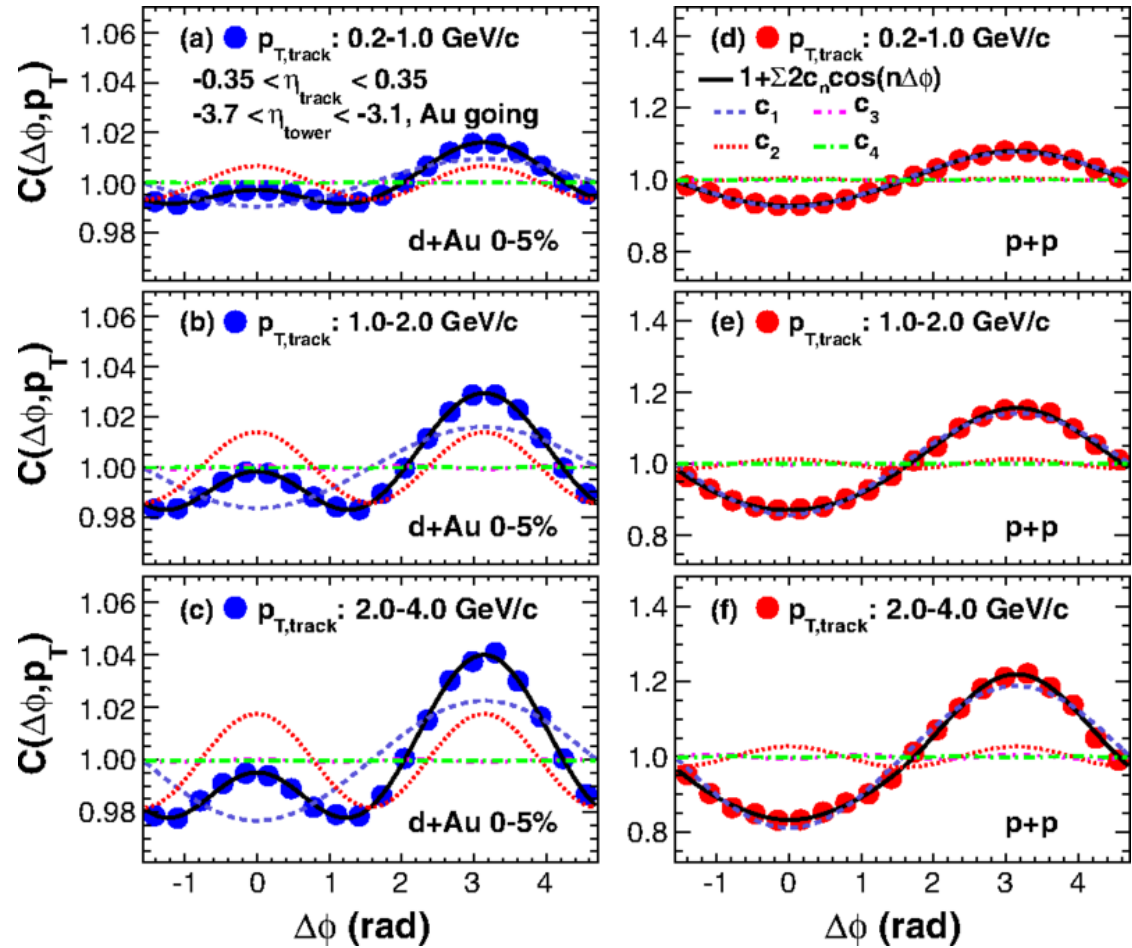 C(Δϕ,p_T)
1.06
1.04
1.02
1.00
0.98
(a) p_T,track: 0.2-1.0 GeV/c
-0.35 < η_track < 0.35
-3.7 < η_tower < -3.1, Au going
d+Au 0-5%
1.4
1.2
1.0
0.8
(d) p_T,track: 0.2-1.0 GeV/c
1+Σ2c_n cos(nΔϕ)
c_1 c_3
c_2 c_4
p+p
C(Δϕ,p_T)
1.06
1.04
1.02
1.00
0.98
(b) p_T,track: 1.0-2.0 GeV/c
d+Au 0-5%
1.4
1.2
1.0
0.8
(e) p_T,track: 1.0-2.0 GeV/c
p+p
C(Δϕ,p_T)
1.06
1.04
1.02
1.00
0.98
(c) p_T,track: 2.0-4.0 GeV/c
d+Au 0-5%
-1 0 1 2 3 4
Δϕ (rad)
1.4
1.2
1.0
0.8
(f) p_T,track: 2.0-4.0 GeV/c
p+p
-1 0 1 2 3 4
Δϕ (rad)